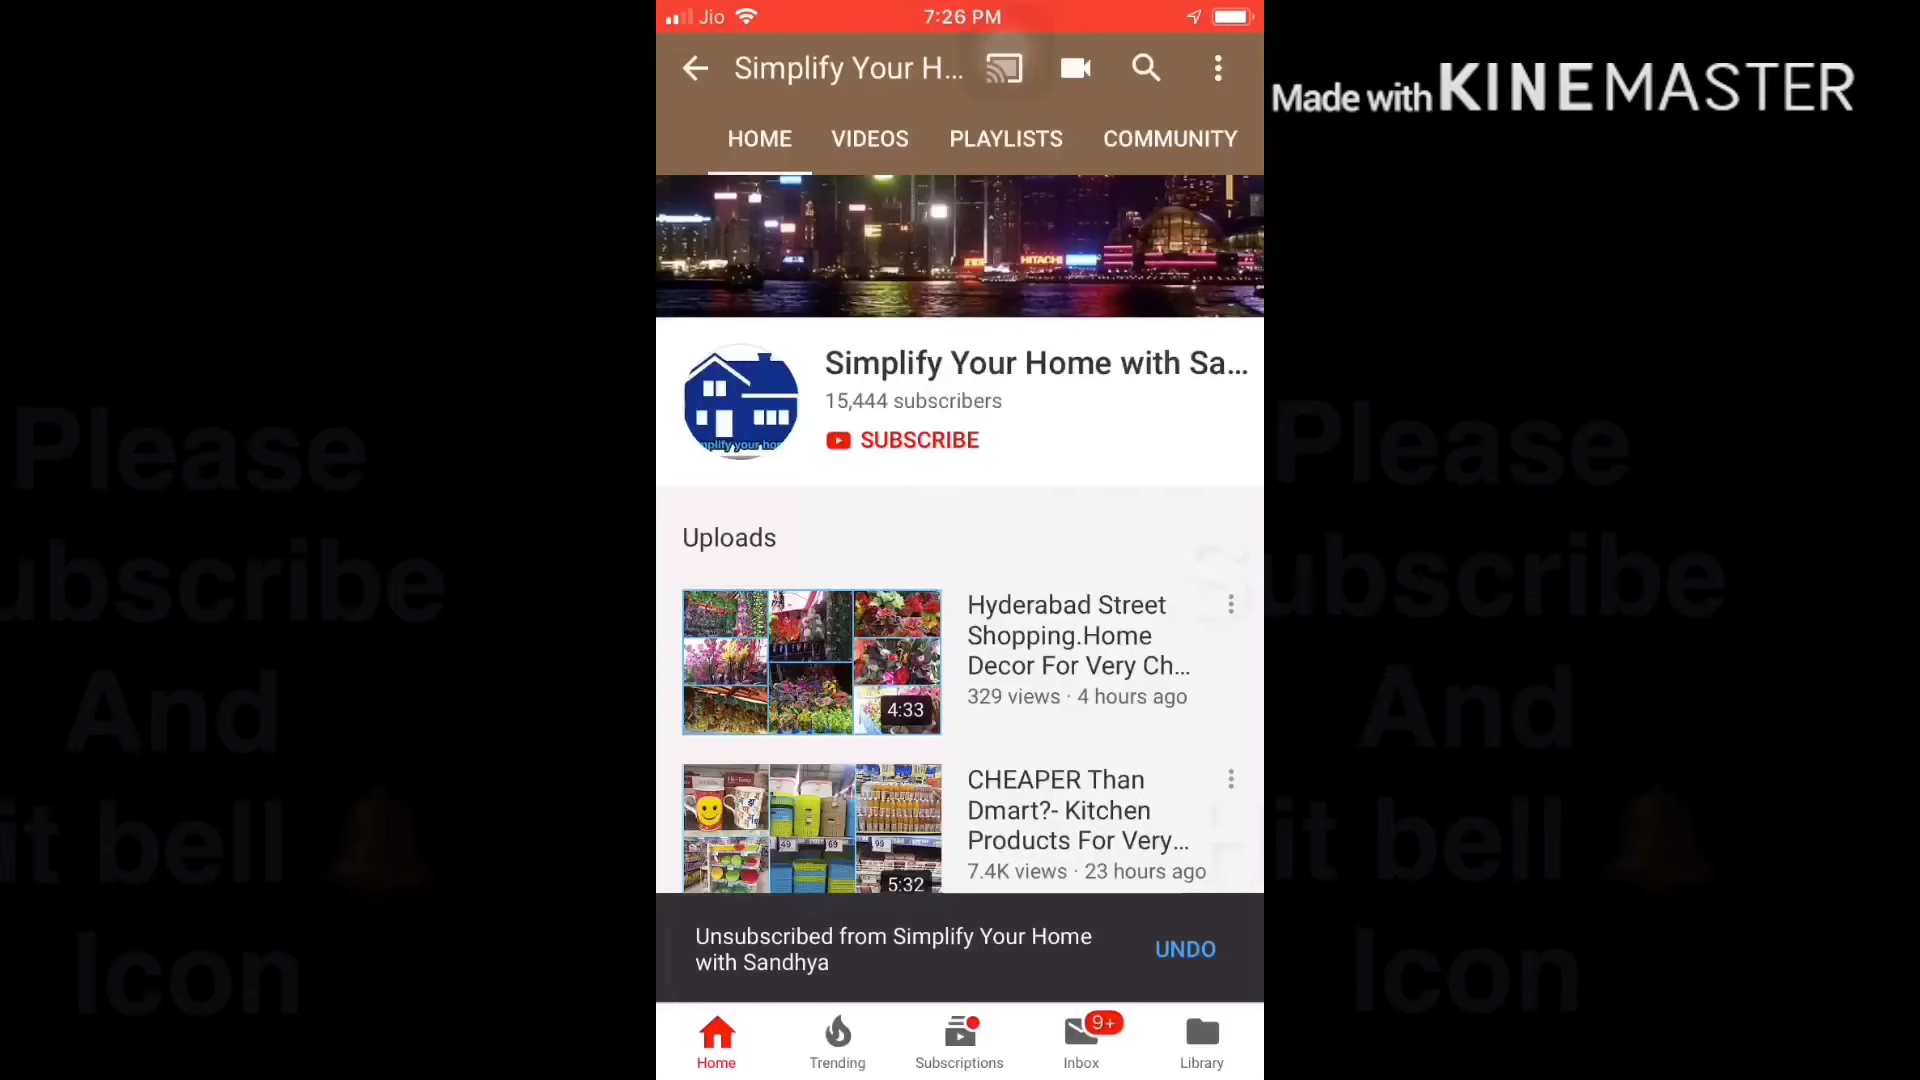 Jio
7:26 PM
Made with KINEMASTER
Simplify Your H...
HOME VIDEOS PLAYLISTS COMMUNITY
HITACHI
Simplify Your Home with Sa...
15,444 subscribers
SUBSCRIBE
Uploads
Hyderabad Street
Shopping.Home
Decor For Very Ch...
329 views · 4 hours ago
4:33
CHEAPER Than
Dmart?- Kitchen
Products For Very...
7.4K views · 23 hours ago
49 69 99
5:32
Unsubscribed from Simplify Your Home
with Sandhya
UNDO
9+
Home Trending Subscriptions Inbox Library
Please
ubscribe
And
it bell
Icon
Please
ubscribe
And
it bell
Icon